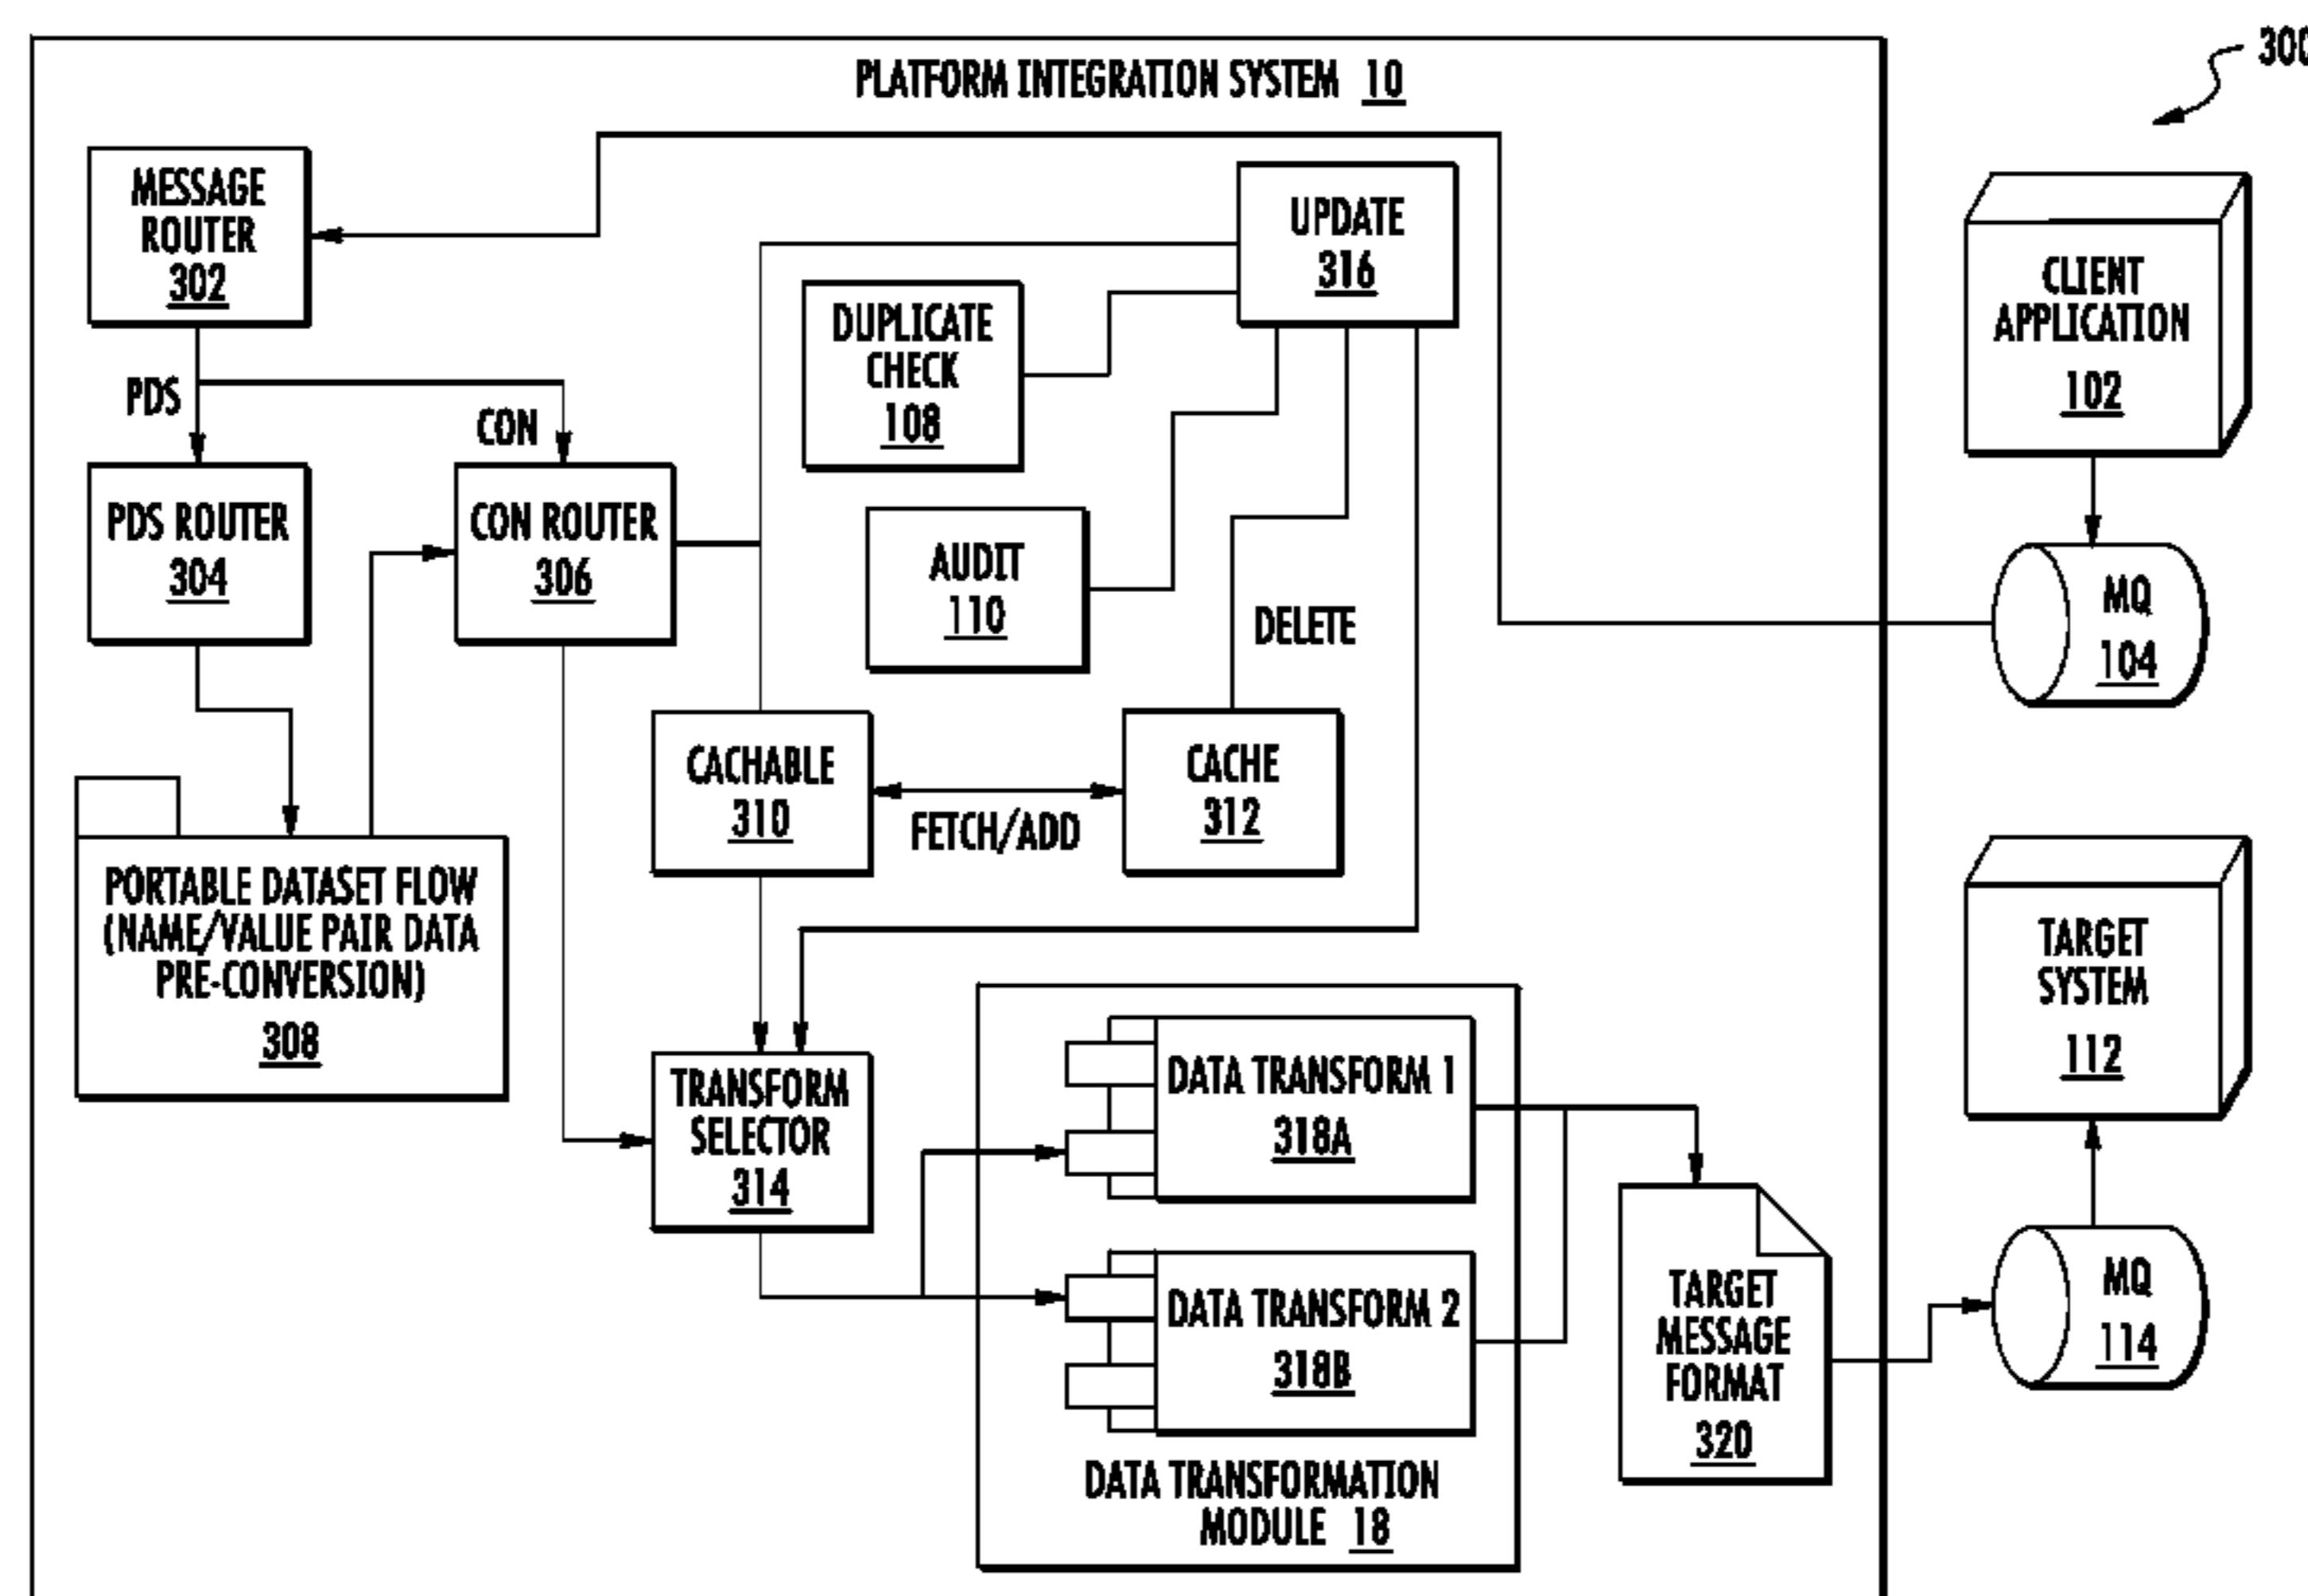 300
PLATFORM INTEGRATION SYSTEM 10
MESSAGE
ROUTER
302
UPDATE
316
DUPLICATE
CHECK
108
CLIENT
APPLICATION
102
PDS
CON
PDS ROUTER
304
CON ROUTER
306
AUDIT
110
DELETE
MQ
104
CACHABLE
310
FETCH/ADD
CACHE
312
PORTABLE DATASET FLOW
(NAME/VALUE PAIR DATA
PRE-CONVERSION)
308
TARGET
SYSTEM
112
TRANSFORM
SELECTOR
314
DATA TRANSFORM 1
318A
DATA TRANSFORM 2
318B
DATA TRANSFORMATION
MODULE 18
TARGET
MESSAGE
FORMAT
320
MQ
114